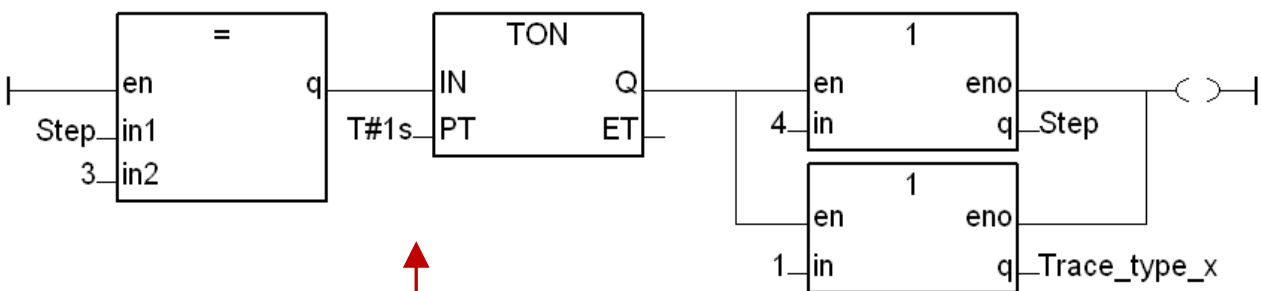 = TON 1
en q IN Q en eno
Step in1 T#1s PT ET 4 in q Step
3 in2
1
en eno
1 in q Trace_type_x